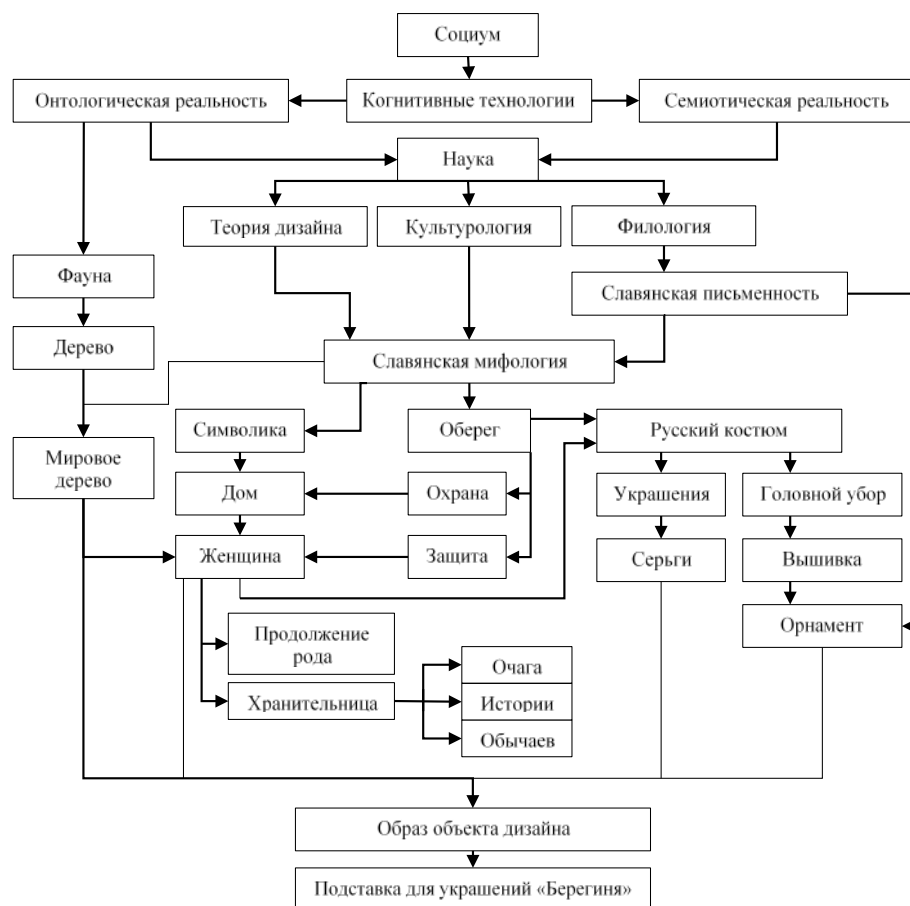 Социум
Онтологическая реальность
Когнитивные технологии
Семиотическая реальность
Наука
Теория дизайна
Культурология
Филология
Фауна
Славянская письменность
Дерево
Славянская мифология
Символика
Оберег
Русский костюм
Мировое
дерево
Дом
Охрана
Украшения
Головной убор
Женщина
Защита
Серьги
Вышивка
Орнамент
Продолжение
рода
Очага
Хранительница
Истории
Обычаев
Образ объекта дизайна
Подставка для украшений «Берегиня»